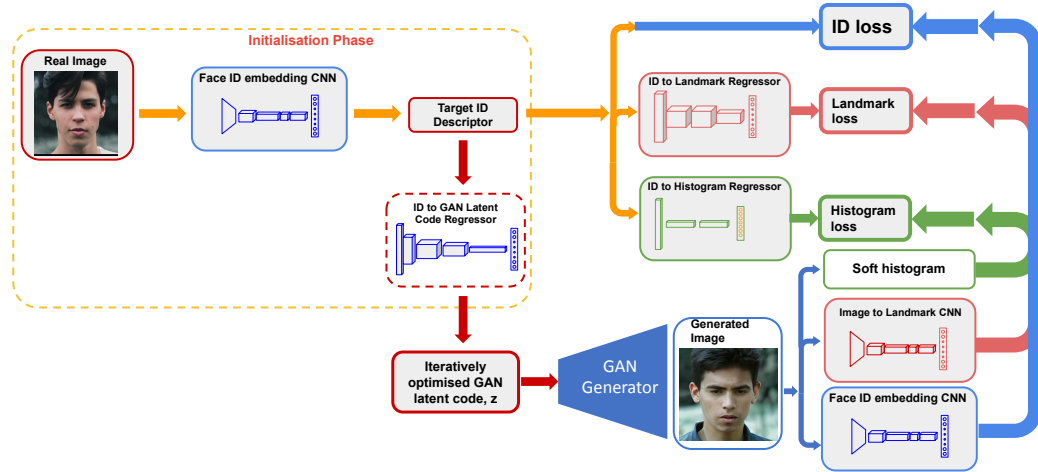 Initialisation Phase
Real Image
Face ID embedding CNN
Target ID
Descriptor
ID to GAN Latent
Code Regressor
Iteratively
optimised GAN
latent code, z
GAN
Generator
Generated
Image
ID loss
ID to Landmark Regressor
Landmark
loss
ID to Histogram Regressor
Histogram
loss
Soft histogram
Image to Landmark CNN
Face ID embedding CNN